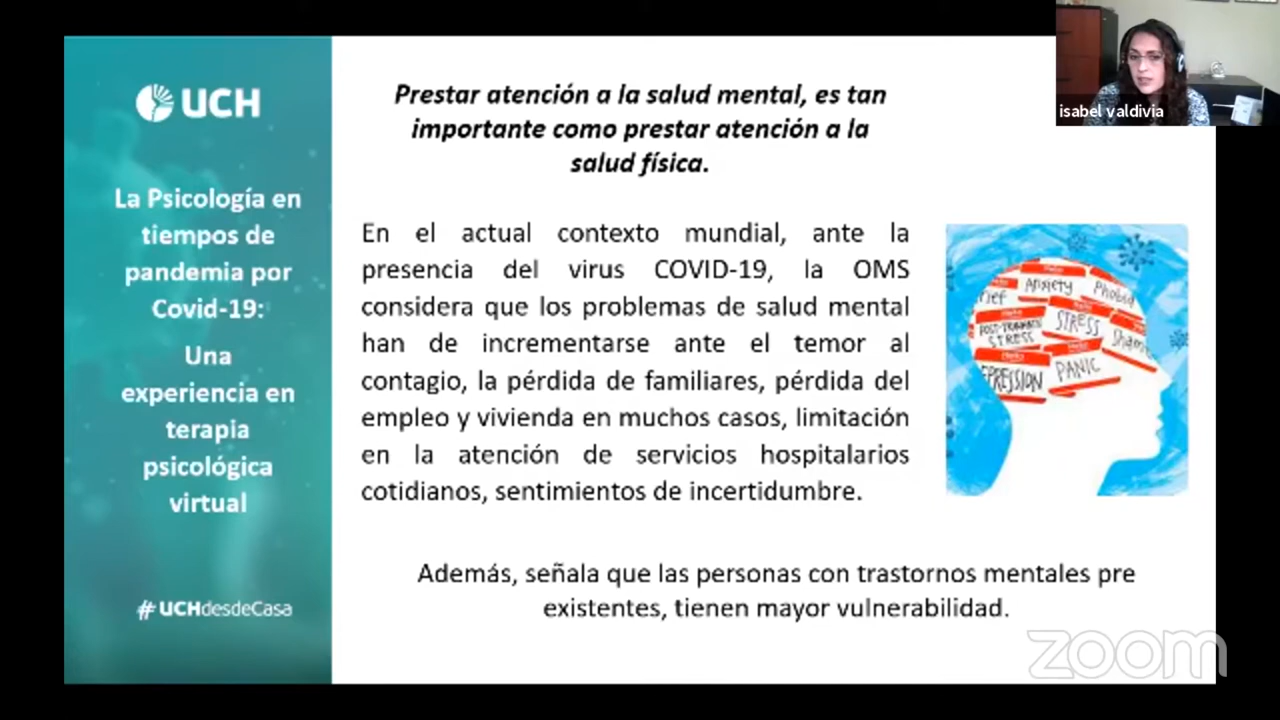 UCH
La Psicología en
tiempos de
pandemia por
Covid-19:
Una
experiencia en
terapia
psicológica
virtual
#UCHdesdeCasa
Prestar atención a la salud mental, es tan
importante como prestar atención a la
salud física.
En el actual contexto mundial, ante la
presencia del virus COVID-19, la OMS
considera que los problemas de salud mental
han de incrementarse ante el temor al
contagio, la pérdida de familiares, pérdida del
empleo y vivienda en muchos casos, limitación
en la atención de servicios hospitalarios
cotidianos, sentimientos de incertidumbre.
Además, señala que las personas con trastornos mentales pre
existentes, tienen mayor vulnerabilidad.
isabel valdivia
Anxiety
STRESS
STRESS
PANIC
zoom